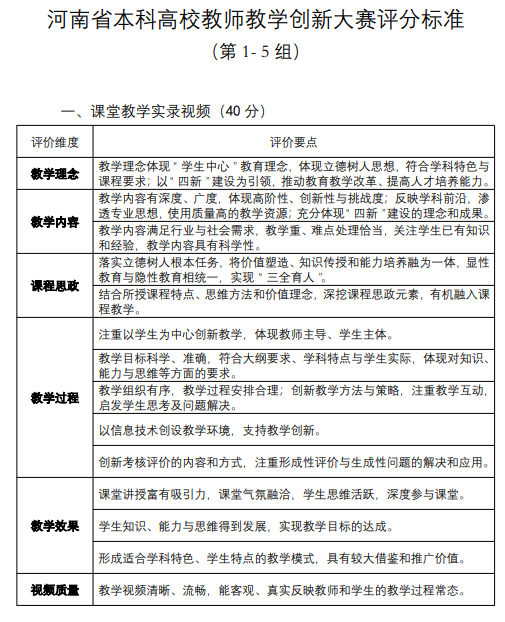 河南省本科高校教师教学创新大赛评分标准
（第 1- 5 组）
一、课堂教学实录视频（40 分）
评价维度
评价要点
教学理念
教学理念体现“学生中心”教育理念，体现立德树人思想，符合学科特色与
课程要求；以“四新”建设为引领，推动教育教学改革、提高人才培养能力。
教学内容
教学内容有深度、广度，体现高阶性、创新性与挑战度；反映学科前沿，渗
透专业思想，使用质量高的教学资源；充分体现“四新”建设的理念和成果。
教学内容满足行业与社会需求，教学重、难点处理恰当，关注学生已有知识
和经验，教学内容具有科学性。
课程思政
落实立德树人根本任务，将价值塑造、知识传授和能力培养融为一体，显性
教育与隐性教育相统一，实现“三全育人”。
结合所授课程特点、思维方法和价值理念，深挖课程思政元素，有机融入课
程教学。
教学过程
注重以学生为中心创新教学，体现教师主导、学生主体。
教学目标科学、准确，符合大纲要求、学科特点与学生实际，体现对知识、
能力与思维等方面的要求。
教学组织有序，教学过程安排合理；创新教学方法与策略，注重教学互动，
启发学生思考及问题解决。
以信息技术创设教学环境，支持教学创新。
创新考核评价的内容和方式，注重形成性评价与生成性问题的解决和应用。
教学效果
课堂讲授富有吸引力，课堂气氛融洽，学生思维活跃，深度参与课堂。
学生知识、能力与思维得到发展，实现教学目标的达成。
形成适合学科特色、学生特点的教学模式，具有较大借鉴和推广价值。
视频质量
教学视频清晰、流畅，能客观、真实反映教师和学生的教学过程常态。